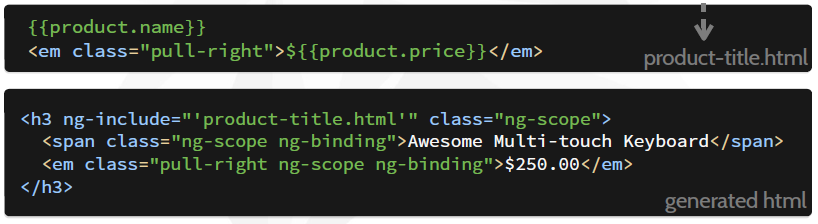 {{product.name}}
<em class="pull-right">${{product.price}}</em>
product-title.html
<h3 ng-include="'product-title.html'" class="ng-scope">
<span class="ng-scope ng-binding">Awesome Multi-touch Keyboard</span>
<em class="pull-right ng-scope ng-binding">$250.00</em>
</h3>
generated html